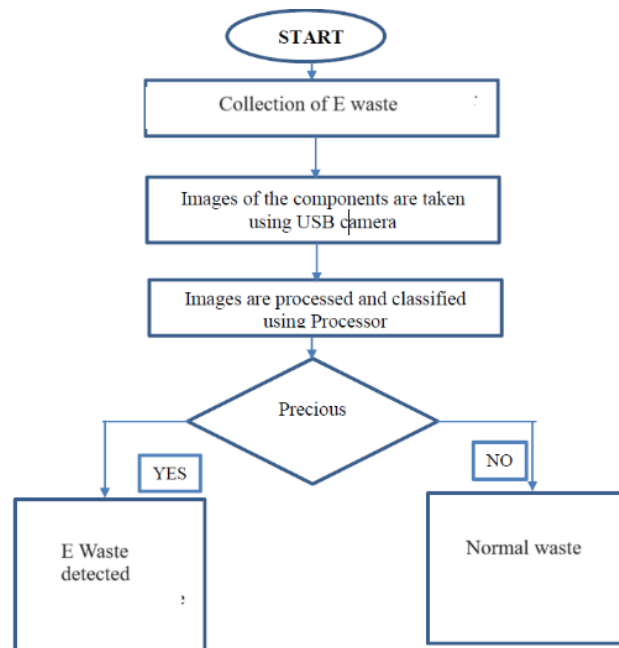 START
Collection of E waste
Images of the components are taken
using USB camera
Images are processed and classified
using Processor
Precious
YES
NO
E Waste
detected
Normal waste